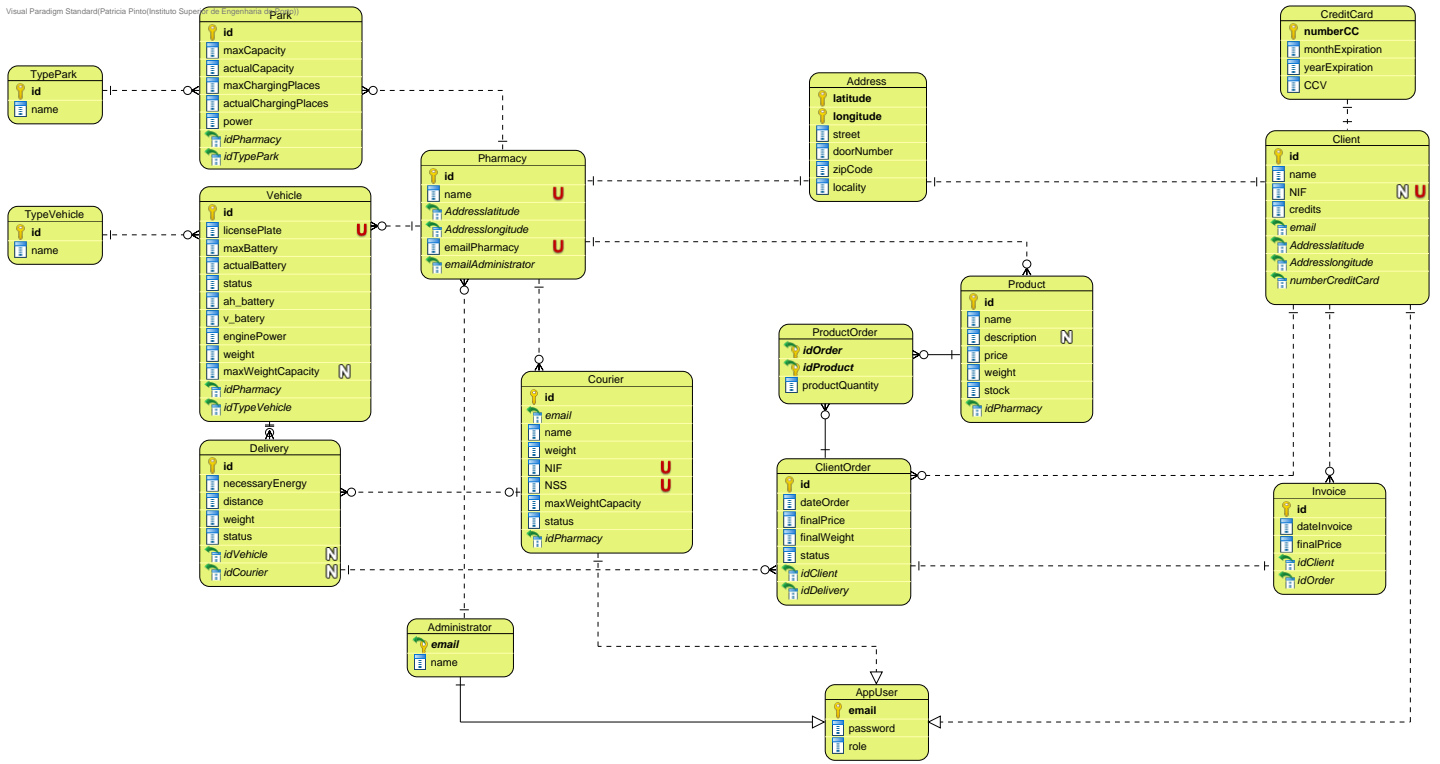 Visual Paradigm Standard(Patricia Pinto(Instituto Superior de Engenharia do Porto))
Park
id
maxCapacity
actualCapacity
maxChargingPlaces
actualChargingPlaces
power
idPharmacy
idTypePark
TypePark
id
name
Address
latitude
longitude
street
doorNumber
zipCode
locality
CreditCard
numberCC
monthExpiration
yearExpiration
CCV
Client
id
name
NIF N U
credits
email
Addresslatitude
Addresslongitude
numberCreditCard
Pharmacy
id
name U
Addresslatitude
Addresslongitude
emailPharmacy U
emailAdministrator
Vehicle
id
licensePlate U
maxBattery
actualBattery
status
ah_battery
v_batery
enginePower
weight
maxWeightCapacity N
idPharmacy
idTypeVehicle
TypeVehicle
id
name
Product
id
name
description N
price
weight
stock
idPharmacy
ProductOrder
idOrder
idProduct
productQuantity
Courier
id
email
name
weight
NIF U
NSS U
maxWeightCapacity
status
idPharmacy
Delivery
id
necessaryEnergy
distance
weight
status
idVehicle N
idCourier N
ClientOrder
id
dateOrder
finalPrice
finalWeight
status
idClient
idDelivery
Invoice
id
dateInvoice
finalPrice
idClient
idOrder
Administrator
email
name
AppUser
email
password
role